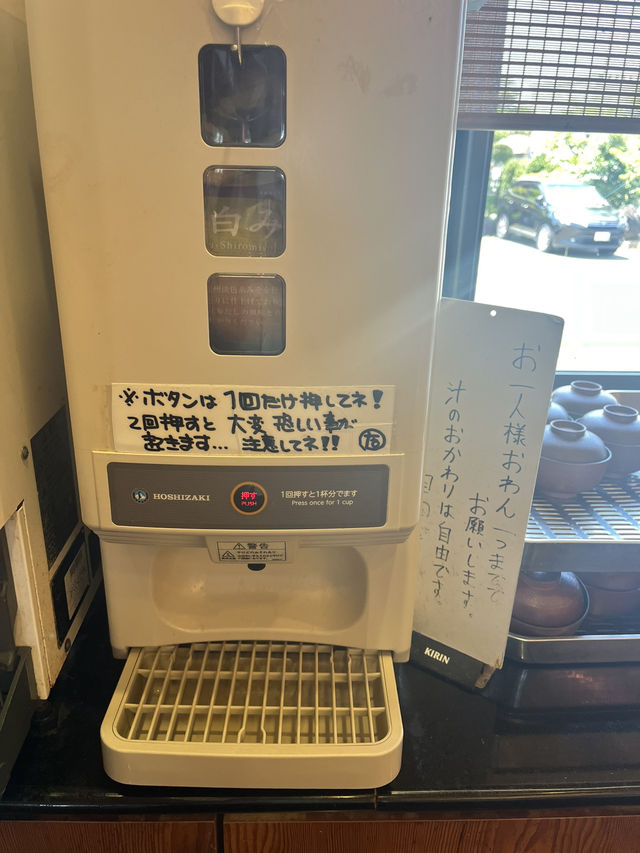 白み
Shiromiso
※ボタンは1回だけ押してネ!
2回押すと 大変 恐しい事が
起きます… 注意してネ!!
HOSHIZAKI
押す
PUSH
1回押すと1杯分でます
Press once for 1 cup
警告
お一人様おわん一つまで
お願いします。
汁のおかわりは自由です。
KIRIN